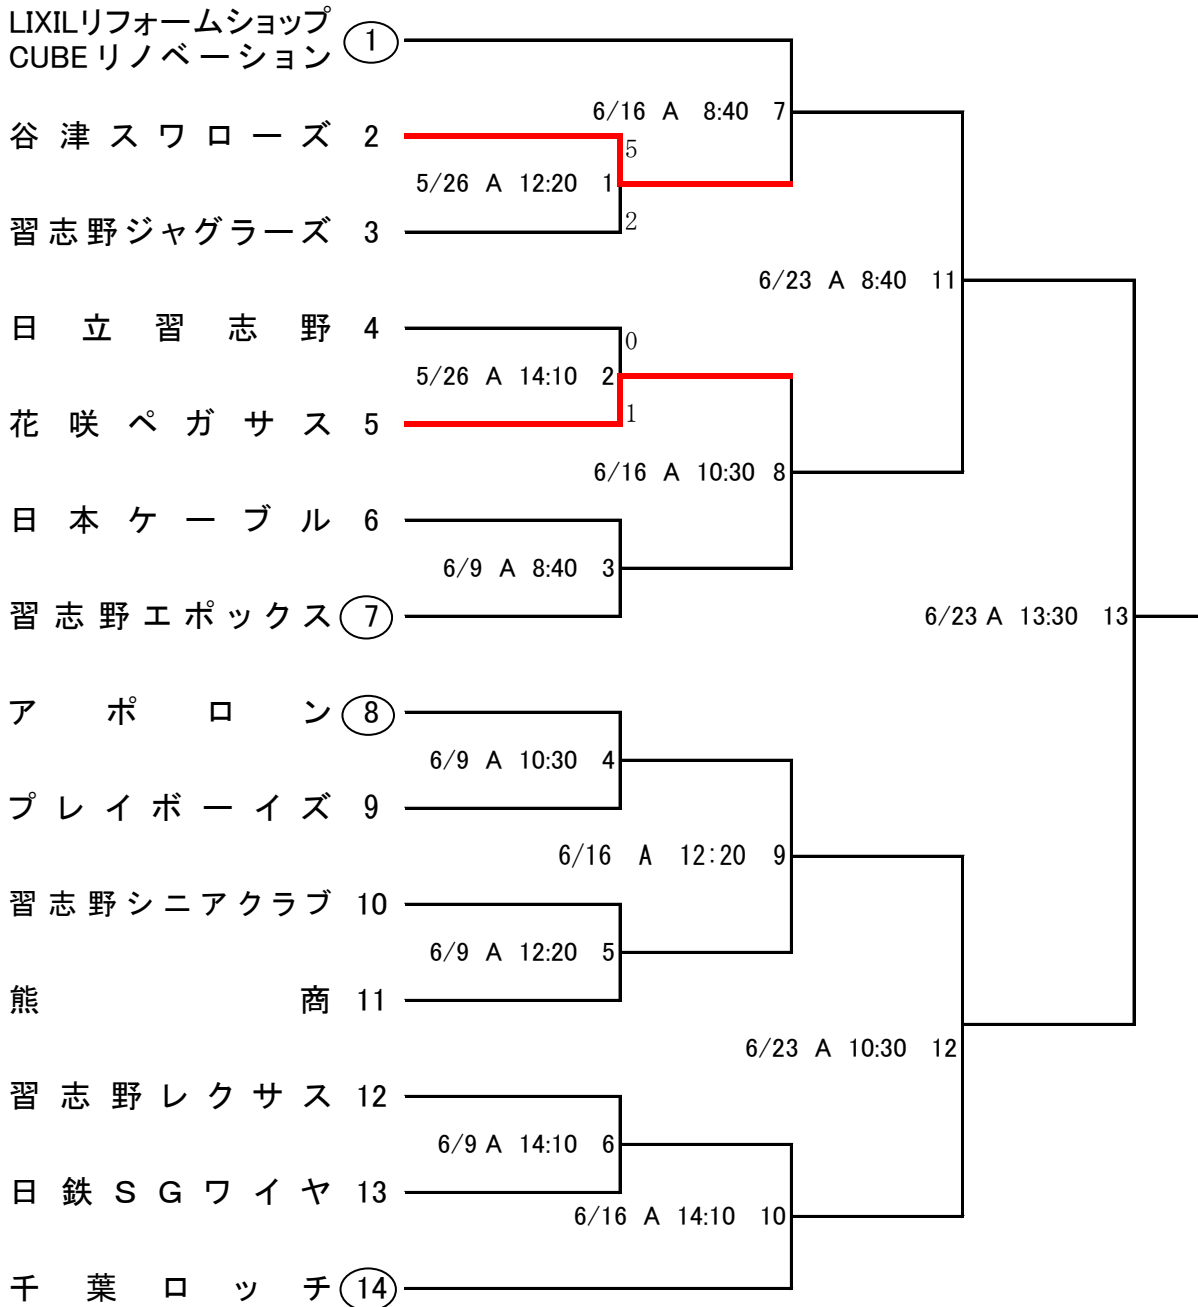 LIXILリフォームショップ
CUBEリノベーション 1
6/16 A 8:40 7
谷津スワローズ 2
5
5/26 A 12:20 1
2
習志野ジャグラーズ 3
6/23 A 8:40 11
日立習志野 4
0
5/26 A 14:10 2
1
花咲ペガサス 5
6/16 A 10:30 8
日本ケーブル 6
6/9 A 8:40 3
習志野エポックス 7
6/23 A 13:30 13
アポロン 8
6/9 A 10:30 4
プレイボーイズ 9
6/16 A 12:20 9
習志野シニアクラブ 10
6/9 A 12:20 5
熊商 11
6/23 A 10:30 12
習志野レクサス 12
6/9 A 14:10 6
日鉄SGワイヤ 13
6/16 A 14:10 10
千葉ロッチ 14